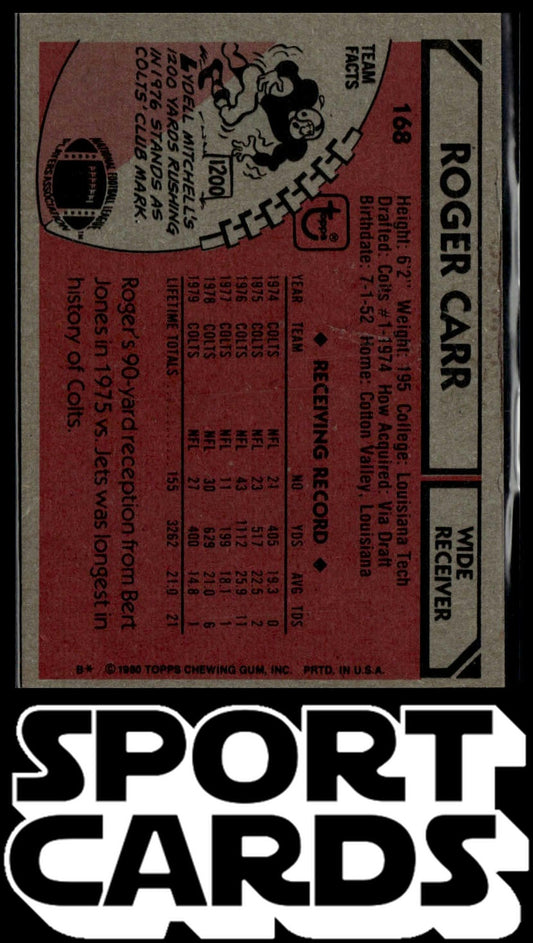 ROGER CARR
WIDE
RECEIVER
168
Height: 6'2" Weight: 195 College: Louisiana Tech
Drafted: Colts #1-1974 How Acquired: Via Draft
Birthdate: 7-1-52 Home: Cotton Valley, Louisiana
TEAM
FACTS
1200
LYDELL MITCHELL'S
1200 YARDS RUSHING
IN 1976 STANDS AS
COLTS' CLUB MARK.
NATIONAL FOOTBALL LEAGUE
PLAYERS ASSOCIATION
topps®
◆ RECEIVING RECORD ◆
YEAR TEAM NO YDS AVG TDS
1974 COLTS NFL 21 405 19.3 0
1975 COLTS NFL 23 517 22.5 2
1976 COLTS NFL 43 1112 25.9 11
1977 COLTS NFL 11 199 18.1 1
1978 COLTS NFL 30 629 21.0 6
1979 COLTS NFL 27 400 14.8 1
LIFETIME TOTALS 155 3262 21.0 21
Roger's 90-yard reception from Bert
Jones in 1975 vs. Jets was longest in
history of Colts.
B* © 1980 TOPPS CHEWING GUM, INC. PRTD. IN U.S.A.
SPORT
CARDS